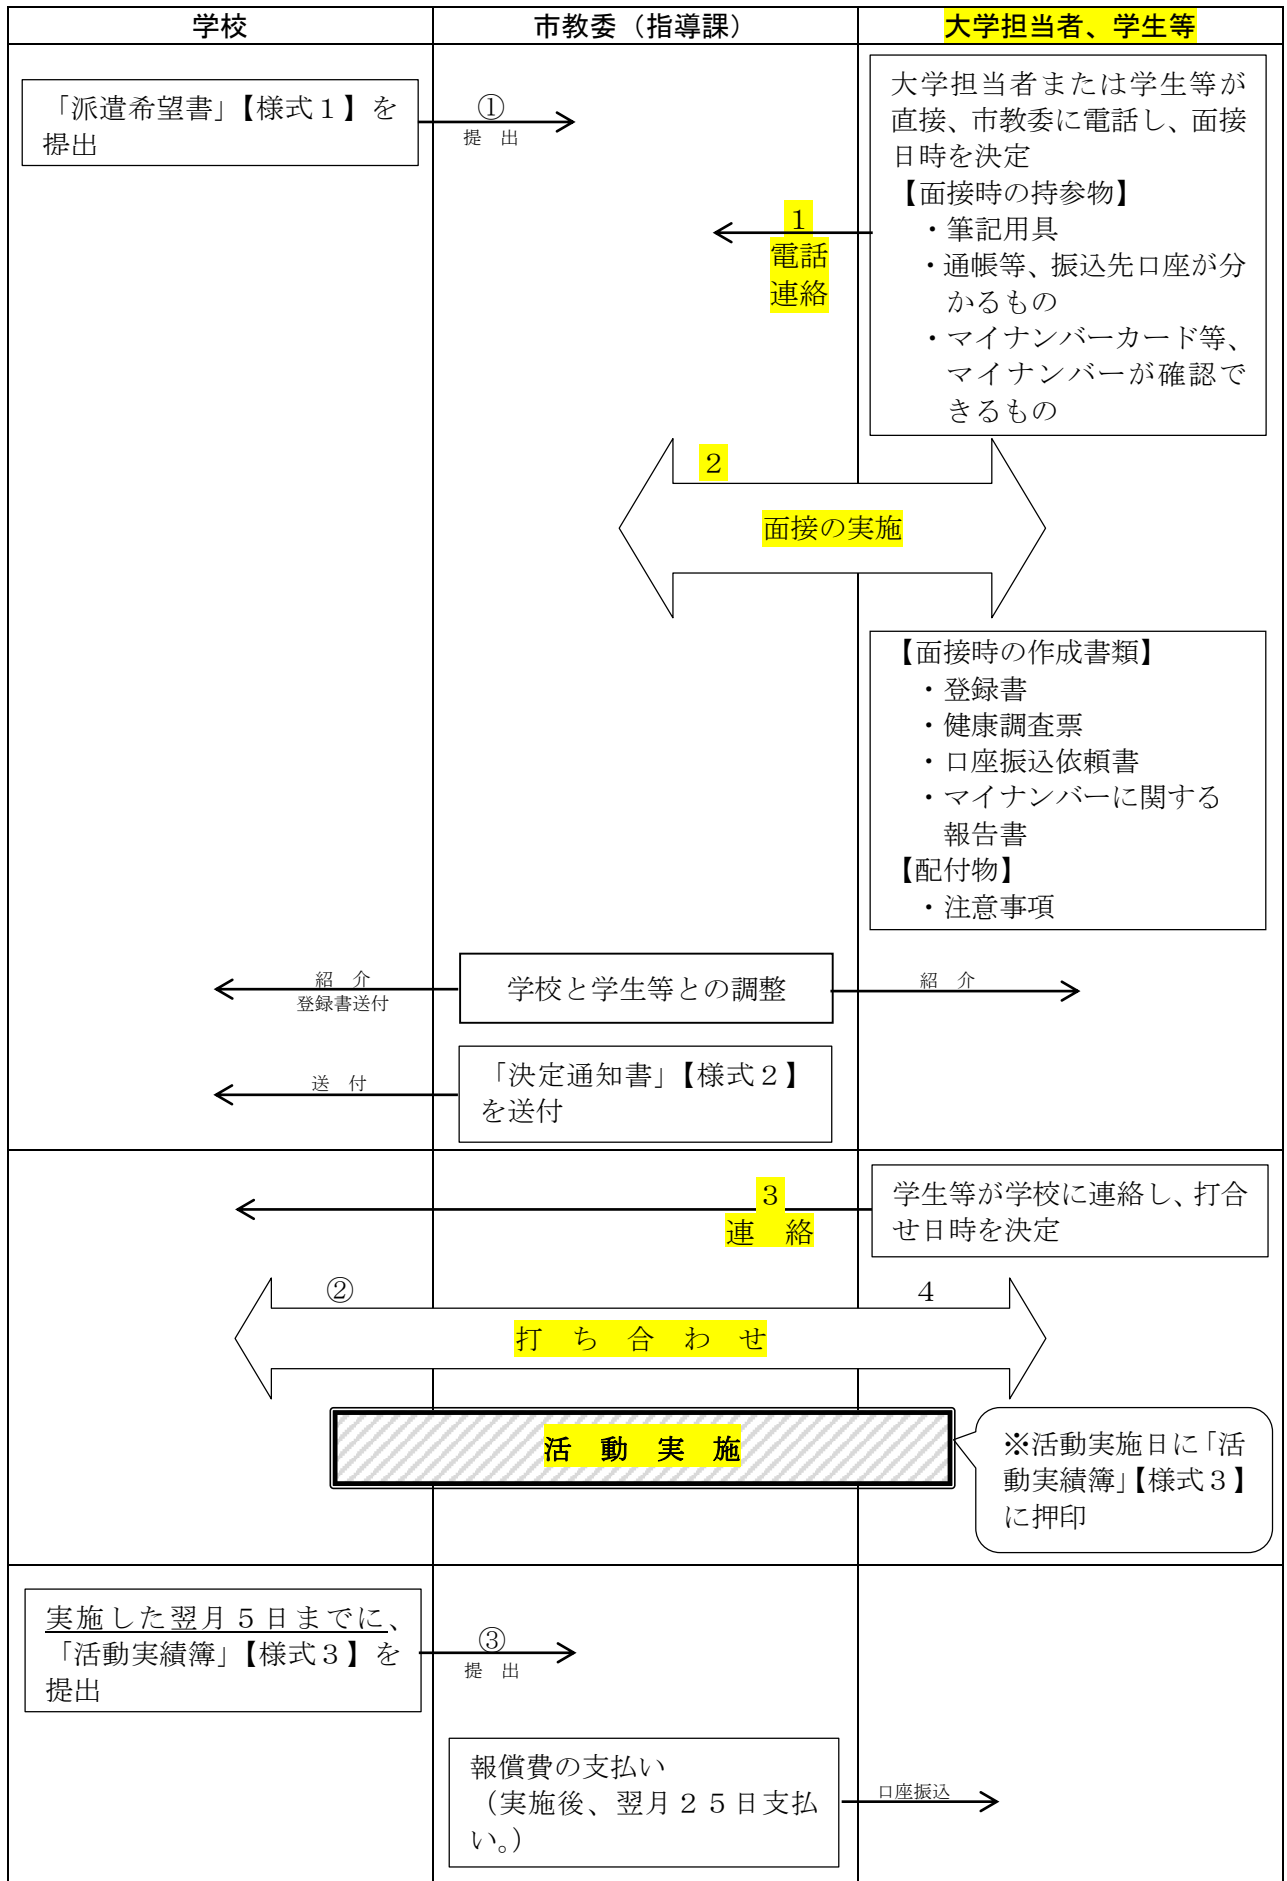 学校
市教委（指導課）
大学担当者、学生等
「派遣希望書」【様式１】を
提出
①
提　出
大学担当者または学生等が
直接、市教委に電話し、面接
日時を決定
【面接時の持参物】
・筆記用具
・通帳等、振込先口座が分
かるもの
・マイナンバーカード等、
マイナンバーが確認で
きるもの
１
電話
連絡
２
面接の実施
【面接時の作成書類】
・登録書
・健康調査票
・口座振込依頼書
・マイナンバーに関する
報告書
【配付物】
・注意事項
紹　介
登録書送付
学校と学生等との調整
紹　介
送　付
「決定通知書」【様式２】
を送付
３
連　絡
学生等が学校に連絡し、打合
せ日時を決定
②
４
打　ち　合　わ　せ
活　動　実　施
※活動実施日に「活
動実績簿」【様式３】
に押印
実施した翌月５日までに、
「活動実績簿」【様式３】を
提出
③
提　出
報償費の支払い
（実施後、翌月２５日支払
い。）
口座振込